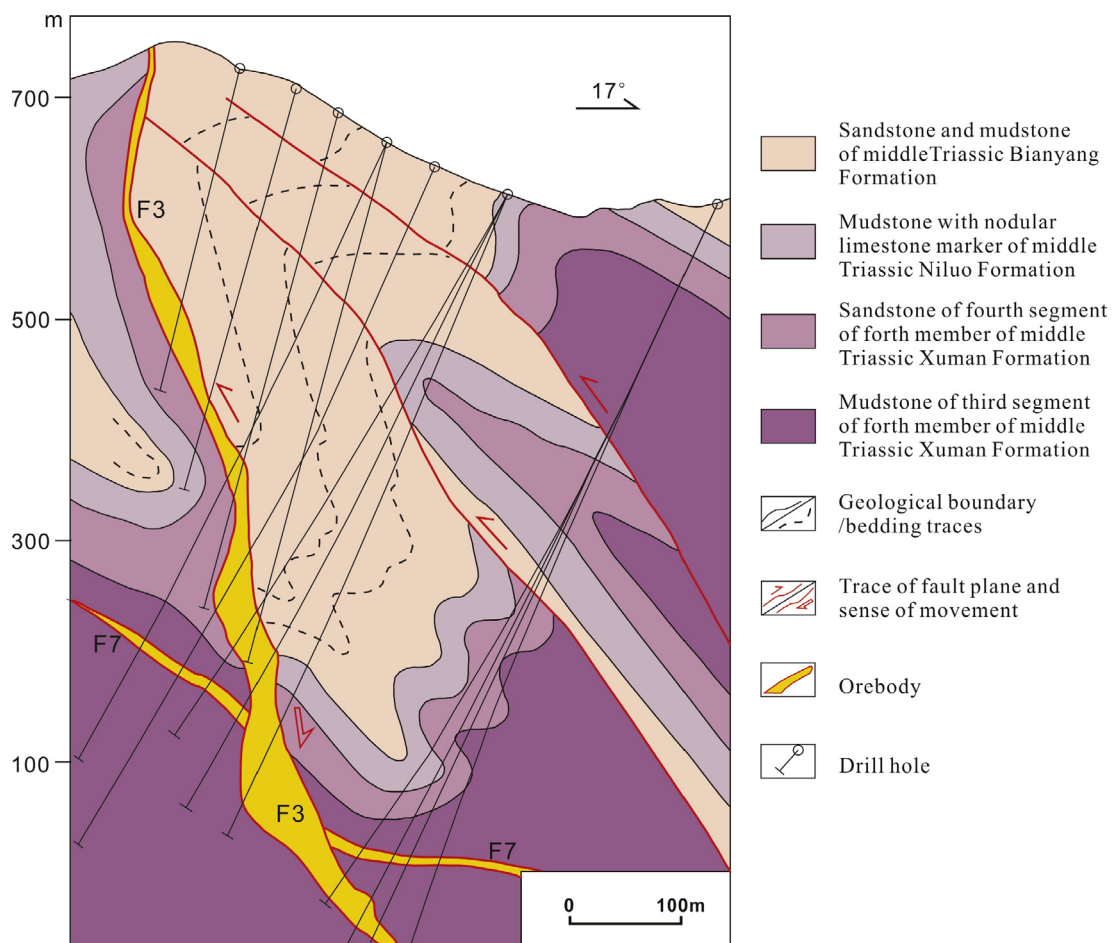 m
700
500
300
100
17°
F3
F7
F3
F7
0 100m
Sandstone and mudstone
of middleTriassic Bianyang
Formation
Mudstone with nodular
limestone marker of middle
Triassic Niluo Formation
Sandstone of fourth segment
of forth member of middle
Triassic Xuman Formation
Mudstone of third segment
of forth member of middle
Triassic Xuman Formation
Geological boundary
/bedding traces
Trace of fault plane and
sense of movement
Orebody
Drill hole